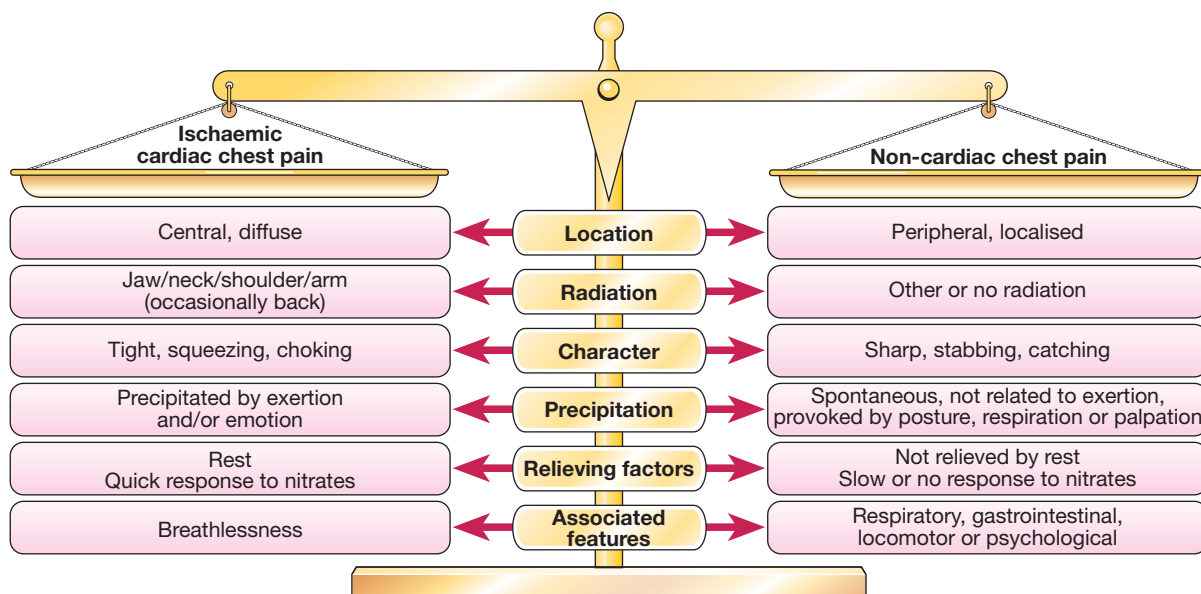 Ischaemic
cardiac chest pain
Non-cardiac chest pain
Central, diffuse
Location
Peripheral, localised
Jaw/neck/shoulder/arm
(occasionally back)
Radiation
Other or no radiation
Tight, squeezing, choking
Character
Sharp, stabbing, catching
Precipitated by exertion
and/or emotion
Precipitation
Spontaneous, not related to exertion,
provoked by posture, respiration or palpation
Rest
Quick response to nitrates
Relieving factors
Not relieved by rest
Slow or no response to nitrates
Breathlessness
Associated
features
Respiratory, gastrointestinal,
locomotor or psychological